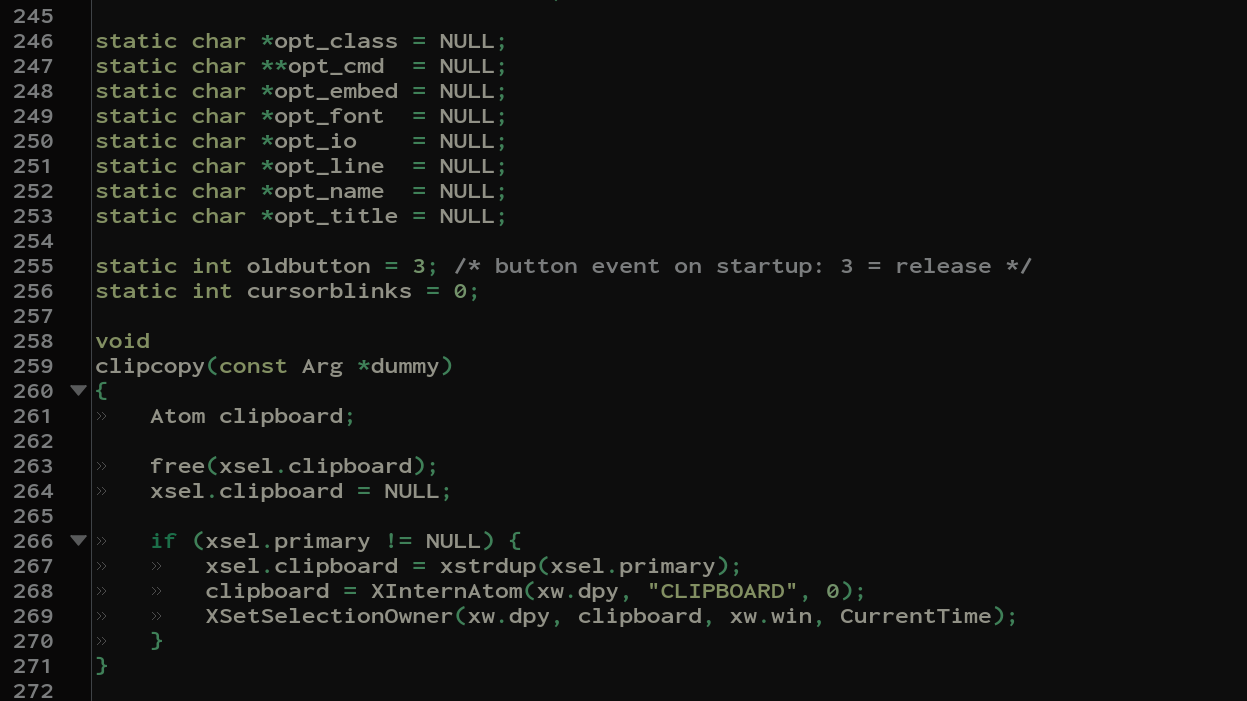 245
246 static char *opt_class = NULL;
247 static char **opt_cmd  = NULL;
248 static char *opt_embed = NULL;
249 static char *opt_font  = NULL;
250 static char *opt_io    = NULL;
251 static char *opt_line  = NULL;
252 static char *opt_name  = NULL;
253 static char *opt_title = NULL;
254
255 static int oldbutton = 3; /* button event on startup: 3 = release */
256 static int cursorblinks = 0;
257
258 void
259 clipcopy(const Arg *dummy)
260 {
261 »   Atom clipboard;
262
263 »   free(xsel.clipboard);
264 »   xsel.clipboard = NULL;
265
266 »   if (xsel.primary != NULL) {
267 »   »   xsel.clipboard = xstrdup(xsel.primary);
268 »   »   clipboard = XInternAtom(xw.dpy, "CLIPBOARD", 0);
269 »   »   XSetSelectionOwner(xw.dpy, clipboard, xw.win, CurrentTime);
270 »   }
271 }
272